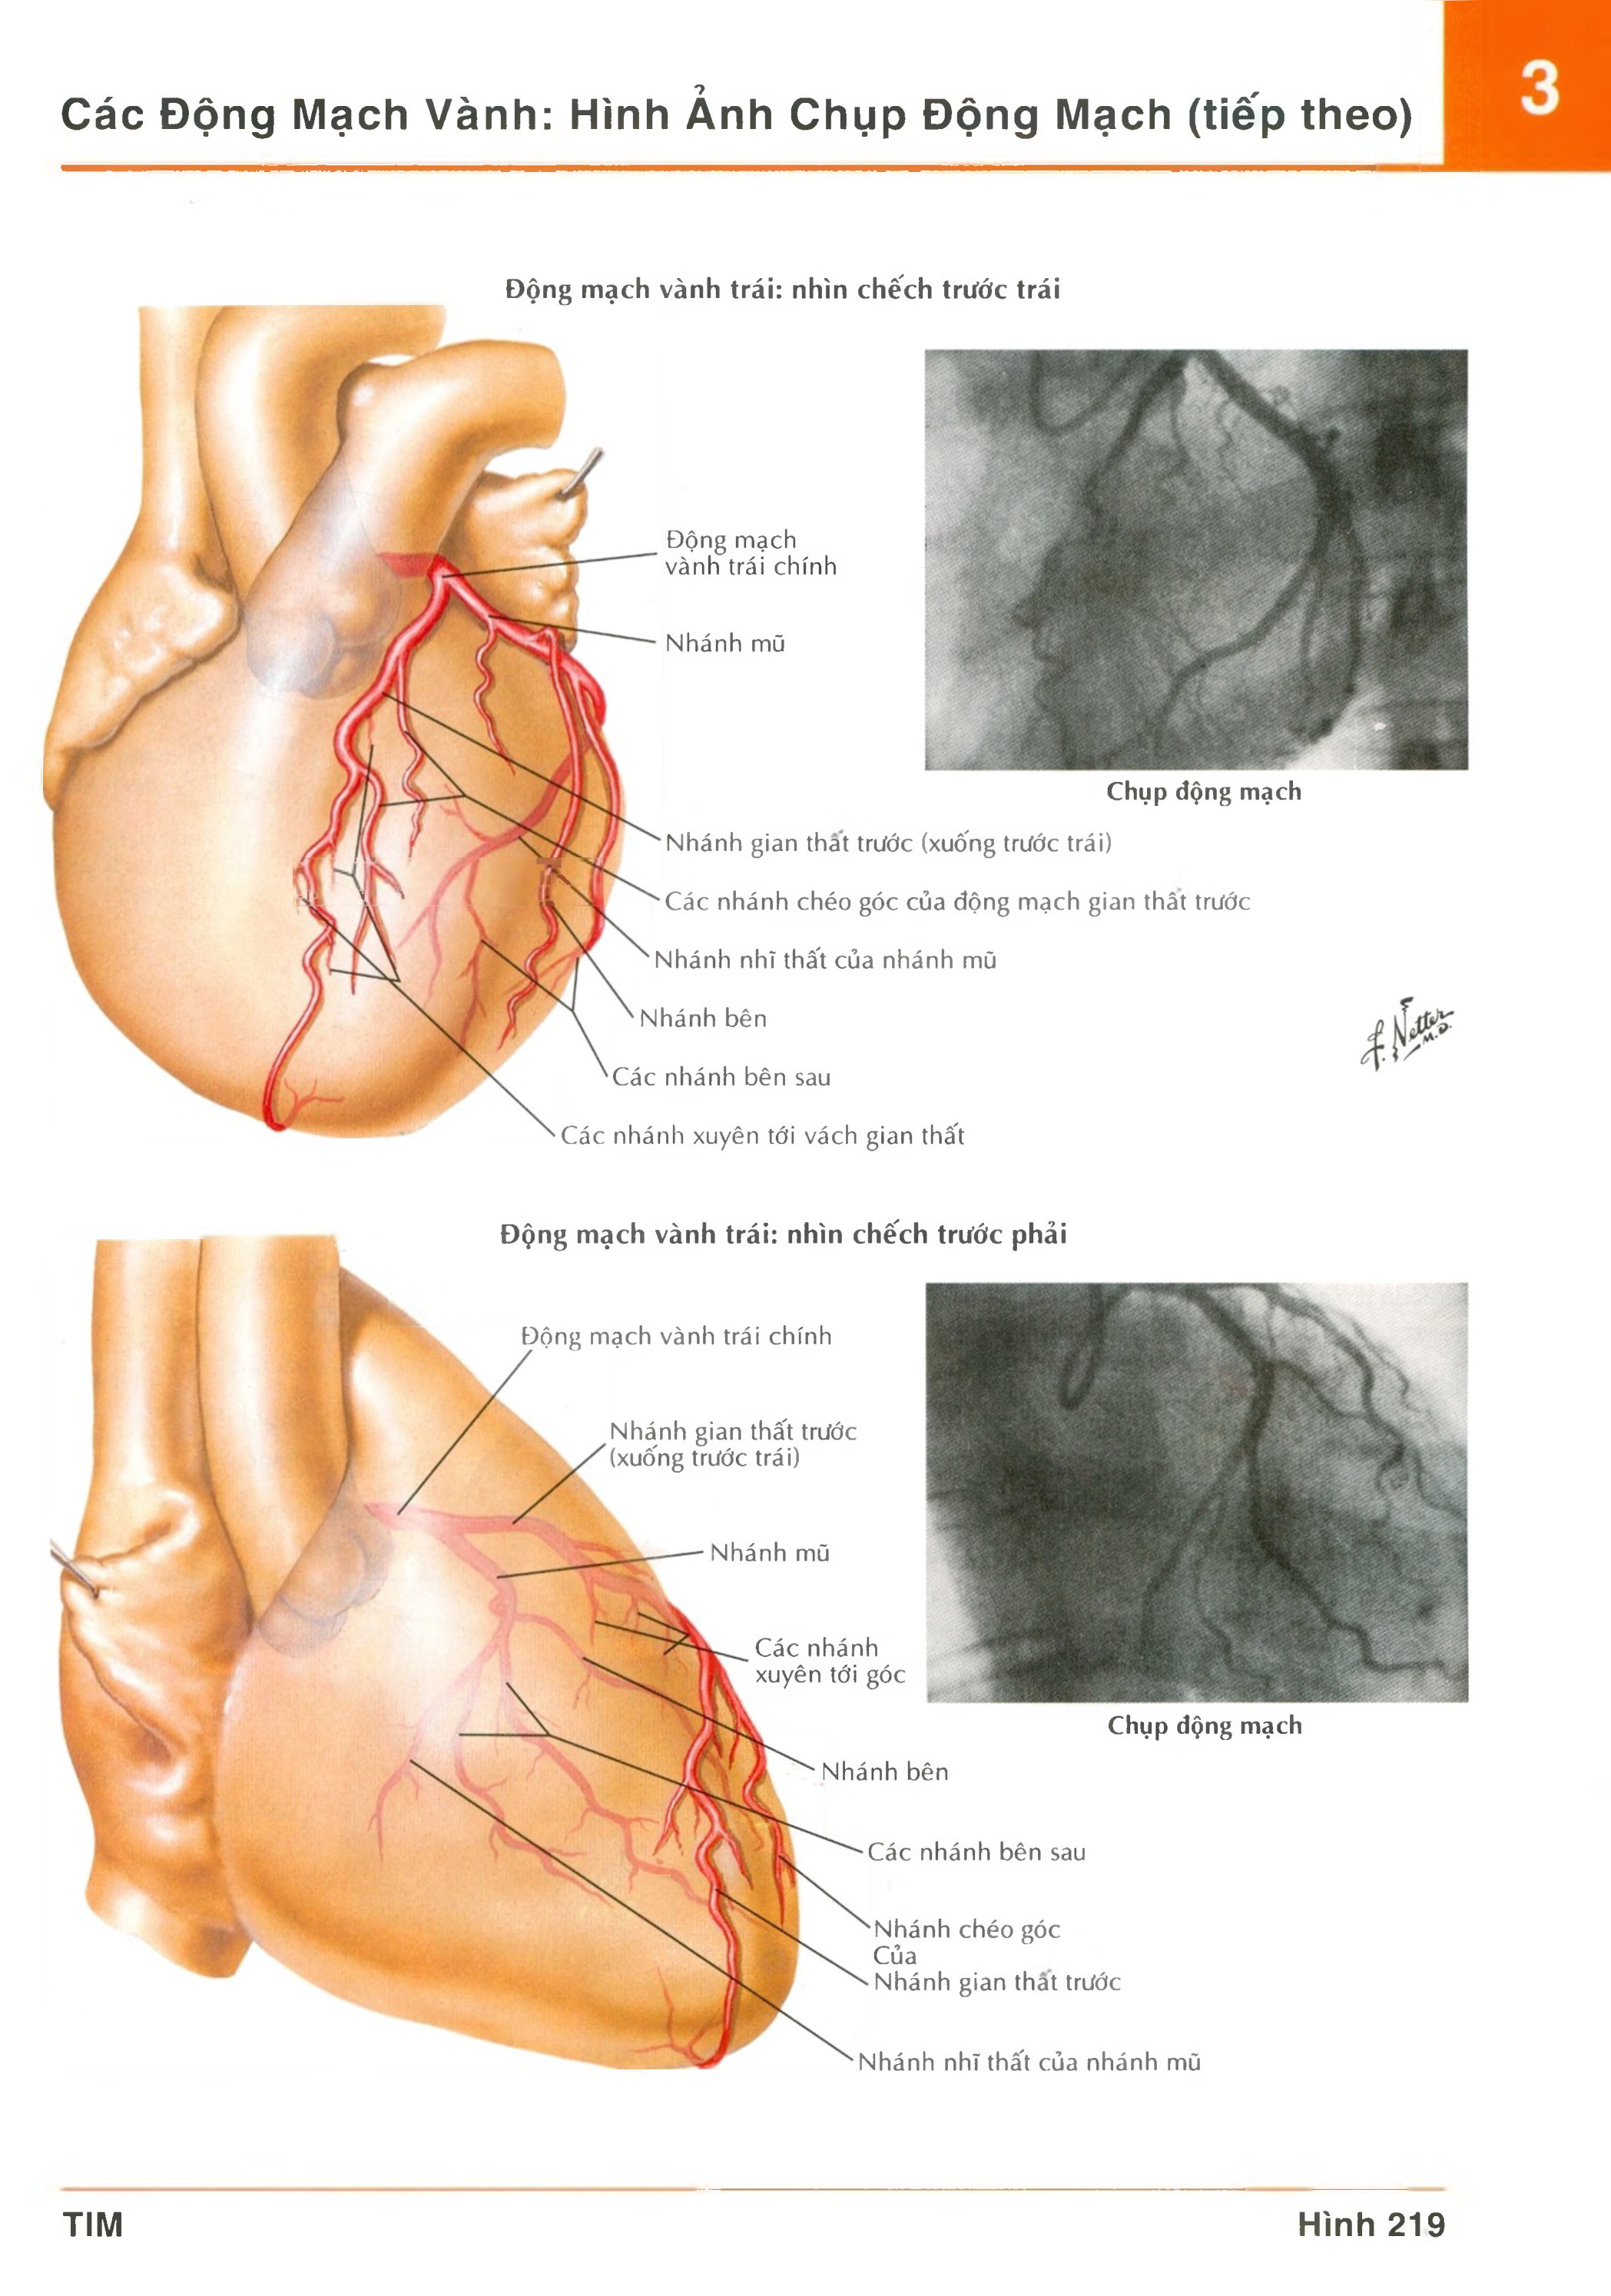 3
Các Động Mạch Vành: Hình Ảnh Chụp Động Mạch (tiếp theo)
Động mạch vành trái: nhìn chếch trước trái
Động mạch
vành trái chính
Nhánh mũ
Chụp động mạch
Nhánh gian thất trước (xuống trước trái)
Các nhánh chéo góc của động mạch gian thất trước
Nhánh nhĩ thất của nhánh mũ
Nhánh bên
Các nhánh bên sau
Các nhánh xuyên tới vách gian thất
F. Netter
M.D.
Động mạch vành trái: nhìn chếch trước phải
Động mạch vành trái chính
Nhánh gian thất trước
(xuống trước trái)
Nhánh mũ
Các nhánh
xuyên tới góc
Chụp động mạch
Nhánh bên
Các nhánh bên sau
Nhánh chéo góc
Của
Nhánh gian thất trước
Nhánh nhĩ thất của nhánh mũ
TIM
Hình 219